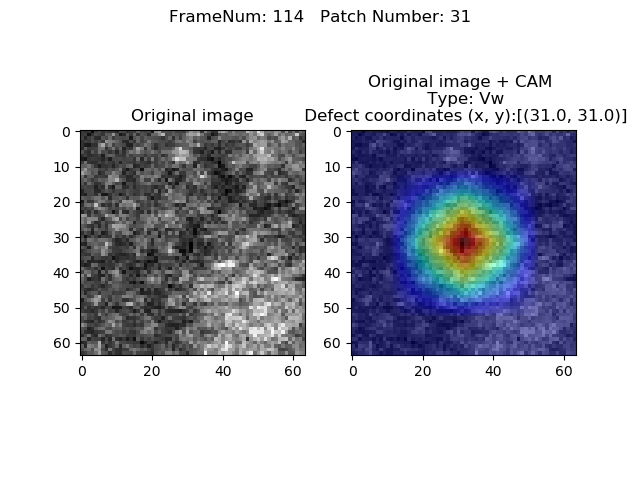 FrameNum: 114   Patch Number: 31
Original image
Original image + CAM
Type: Vw
Defect coordinates (x, y):[(31.0, 31.0)]
0
10
20
30
40
50
60
0 20 40 60
0
10
20
30
40
50
60
0 20 40 60